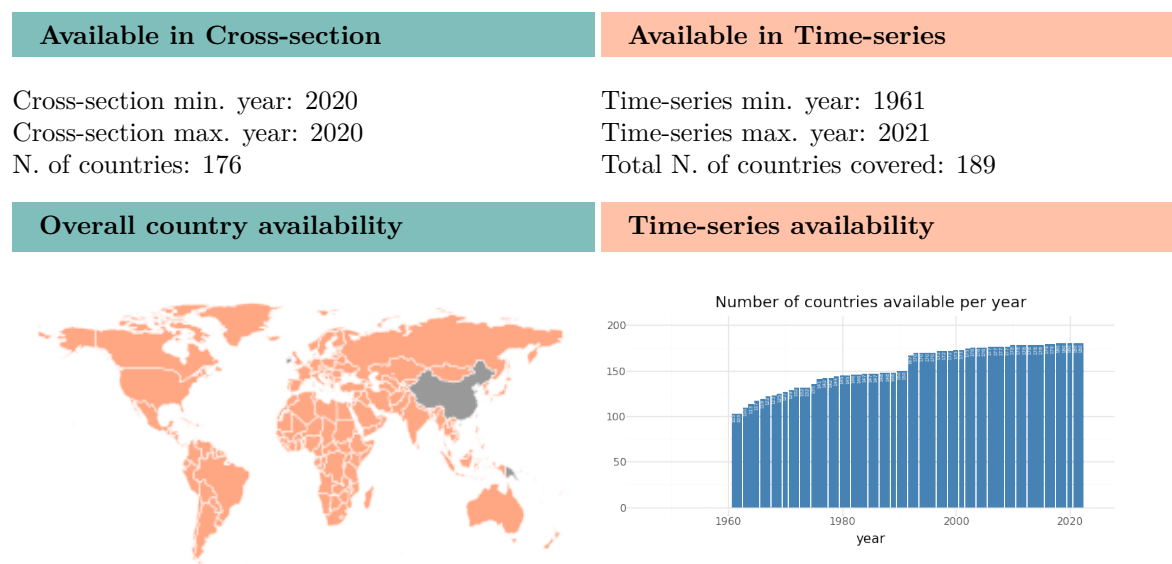 Available in Cross-section
Available in Time-series
Cross-section min. year: 2020
Cross-section max. year: 2020
N. of countries: 176
Time-series min. year: 1961
Time-series max. year: 2021
Total N. of countries covered: 189
Overall country availability
Time-series availability
Number of countries available per year
200
150
100
50
0
1960
1980
2000
2020
year